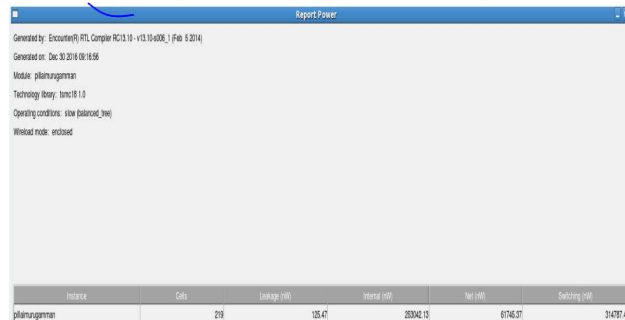 Report Power
Generated by: Encounter(R) RTL Compiler RC13.10 - v13.10-s006_1 (Feb 5 2014)
Generated on: Dec 30 2016 09:16:56
Module: pillaimurugamman
Technology library: tsmc18 1.0
Operating conditions: slow (balanced_tree)
Wireload mode: enclosed
Instance Cells Leakage (nW) Internal (nW) Net (nW) Switching (nW)
pillaimurugamman 219 125.47 253042.13 61745.37 314787.4